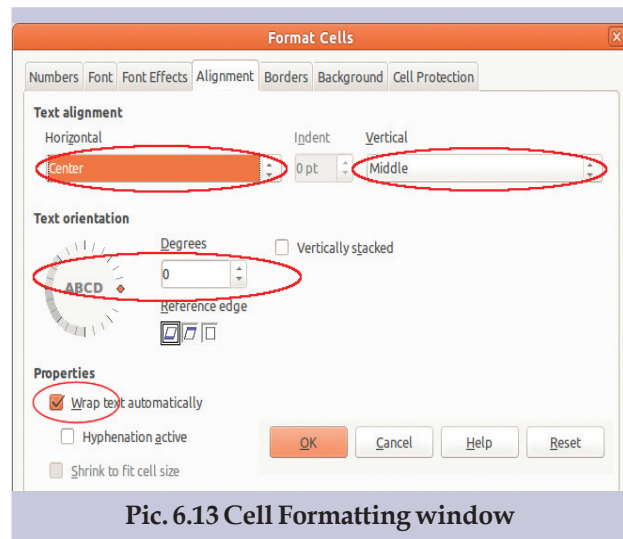 Format Cells
Numbers Font Font Effects Alignment Borders Background Cell Protection
Text alignment
Horizontal Indent Vertical
Center 0 pt Middle
Text orientation
Degrees Vertically stacked
0
ABCD
Reference edge
Properties
Wrap text automatically
Hyphenation active
OK Cancel Help Reset
Shrink to fit cell size
Pic. 6.13 Cell Formatting window